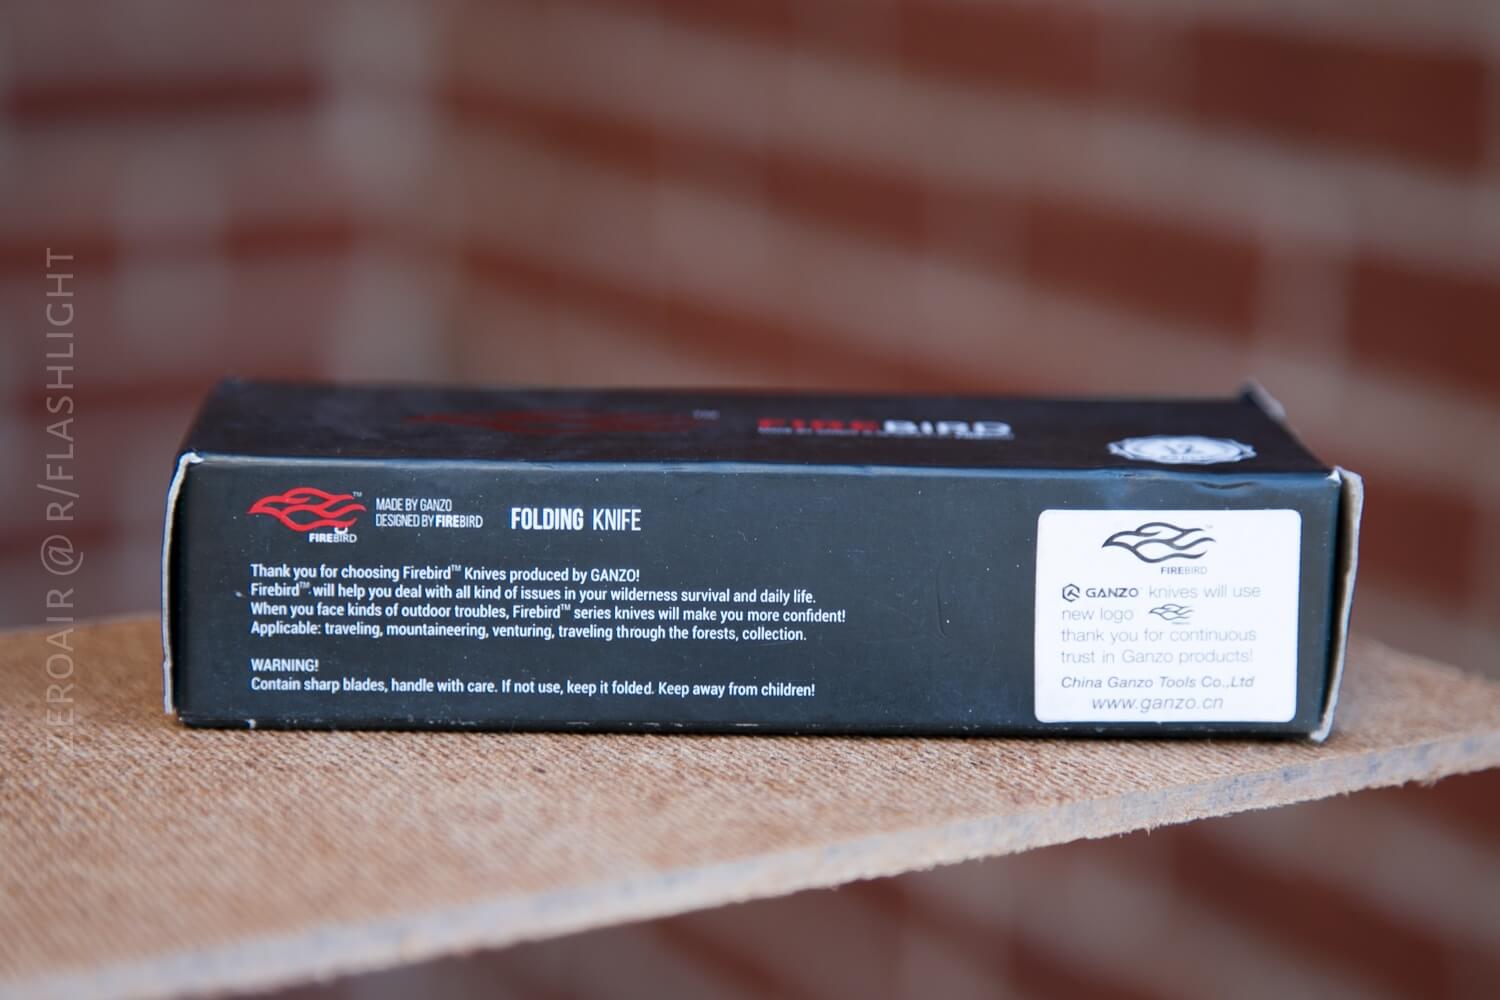 ZEROAIR @ R/FLASHLIGHT
™
FIREBIRD
12
™
FIREBIRD
MADE BY GANZO
DESIGNED BY FIREBIRD
FOLDING KNIFE
Thank you for choosing Firebird™ Knives produced by GANZO!
Firebird™ will help you deal with all kind of issues in your wilderness survival and daily life.
When you face kinds of outdoor troubles, Firebird™ series knives will make you more confident!
Applicable: traveling, mountaineering, venturing, traveling through the forests, collection.
WARNING!
Contain sharp blades, handle with care. If not use, keep it folded. Keep away from children!
FIREBIRD
GANZO knives will use
new logo
thank you for continuous
trust in Ganzo products!
China Ganzo Tools Co.,Ltd
www.ganzo.cn